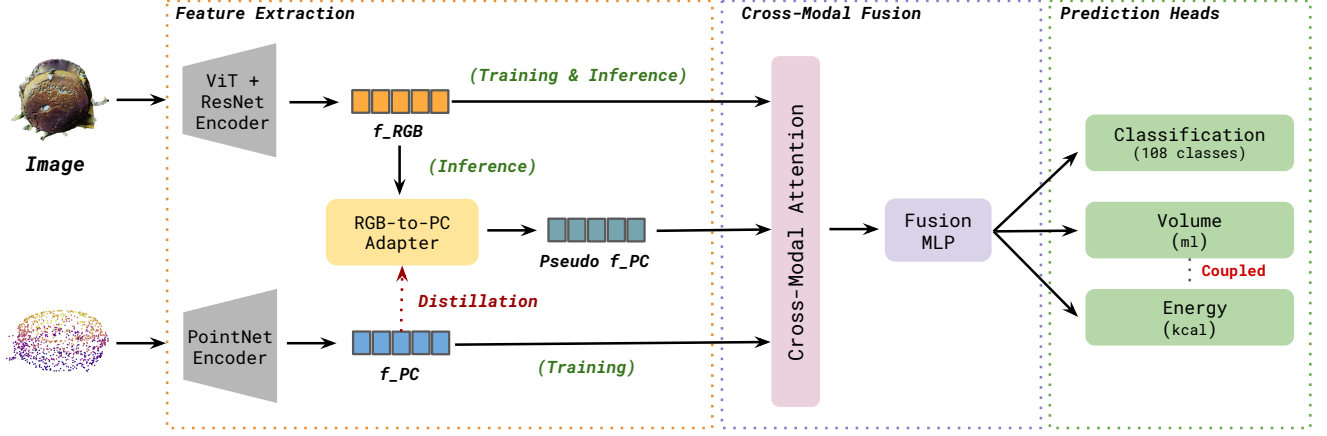 Feature Extraction
Cross-Modal Fusion
Prediction Heads
Image
ViT +
ResNet
Encoder
(Training & Inference)
f_RGB
(Inference)
RGB-to-PC
Adapter
Pseudo f_PC
Distillation
PointNet
Encoder
f_PC
(Training)
Cross-Modal Attention
Fusion
MLP
Classification
(108 classes)
Volume
(ml)
Coupled
Energy
(kcal)